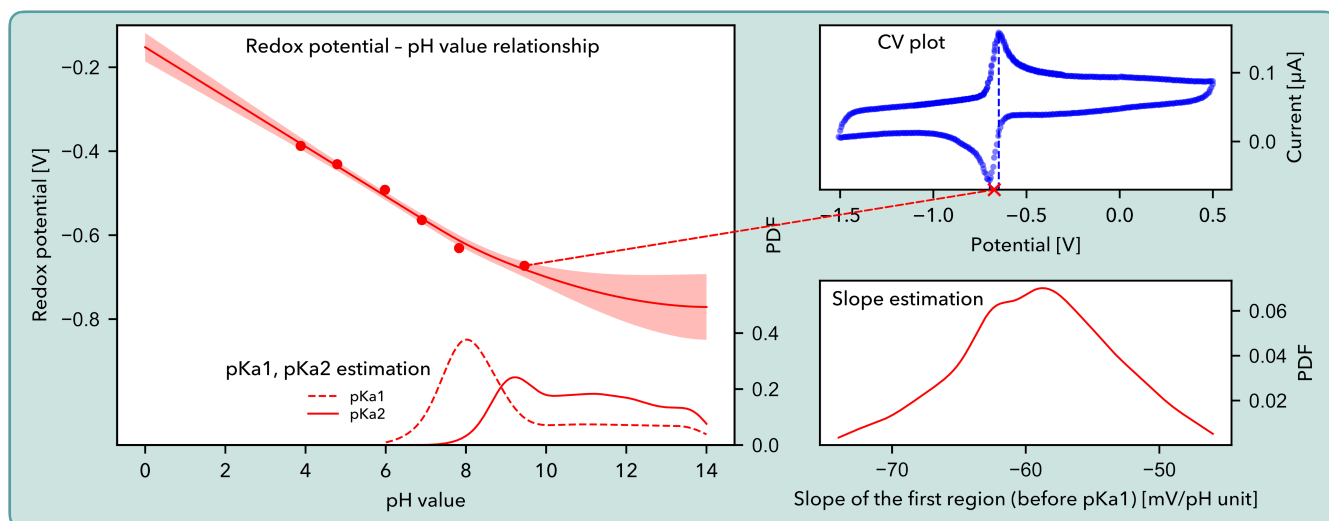 Redox potential – pH value relationship
Redox potential [V]
−0.2
−0.4
−0.6
−0.8
pKa1, pKa2 estimation
pKa1
pKa2
0
2
4
6
8
10
12
14
pH value
0.4
0.2
0.0
PDF
CV plot
0.1
0.0
Current [µA]
−1.5
−1.0
−0.5
0.0
0.5
Potential [V]
Slope estimation
0.06
0.04
0.02
PDF
−70
−60
−50
Slope of the first region (before pKa1) [mV/pH unit]